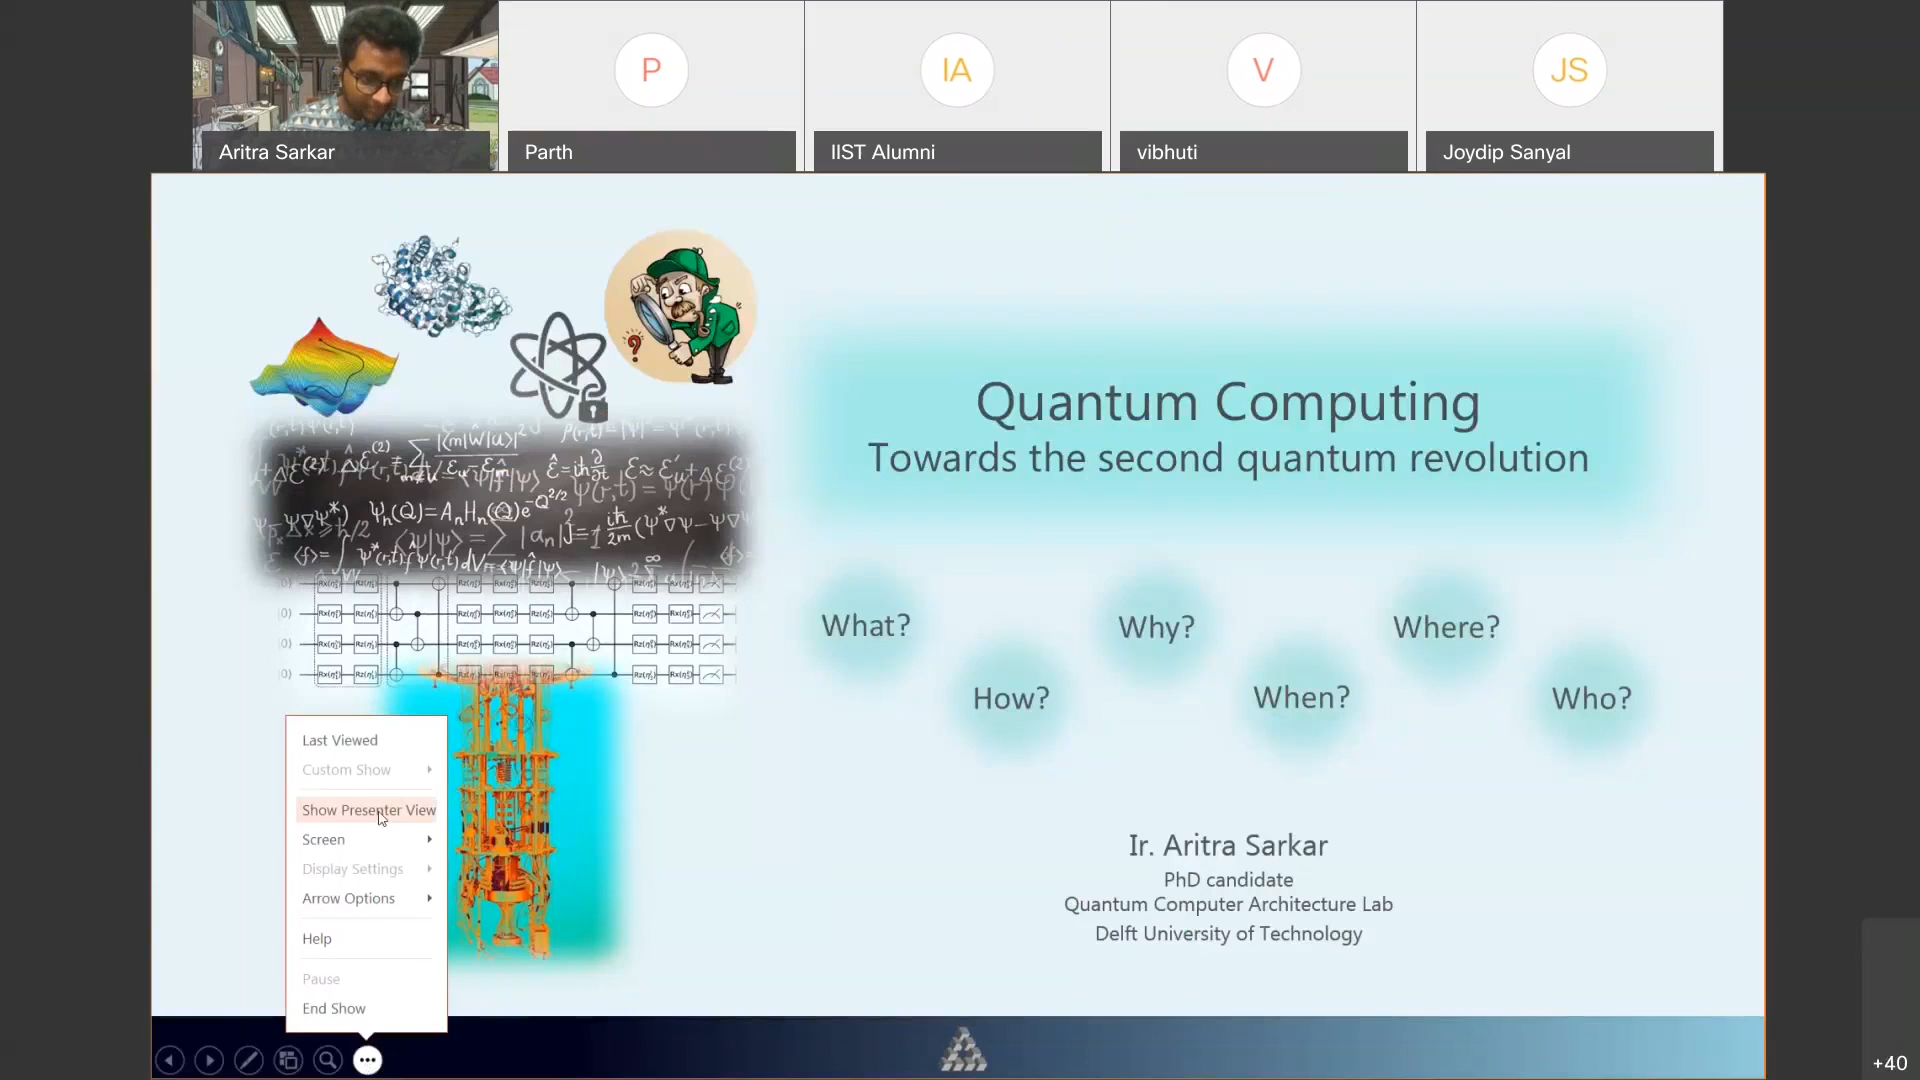 P
IA
V
JS
Aritra Sarkar
Parth
IIST Alumni
vibhuti
Joydip Sanyal
Quantum Computing
Towards the second quantum revolution
What?
Why?
Where?
How?
When?
Who?
Ir. Aritra Sarkar
PhD candidate
Quantum Computer Architecture Lab
Delft University of Technology
Last Viewed
Custom Show
Show Presenter View
Screen
Display Settings
Arrow Options
Help
Pause
End Show
+40